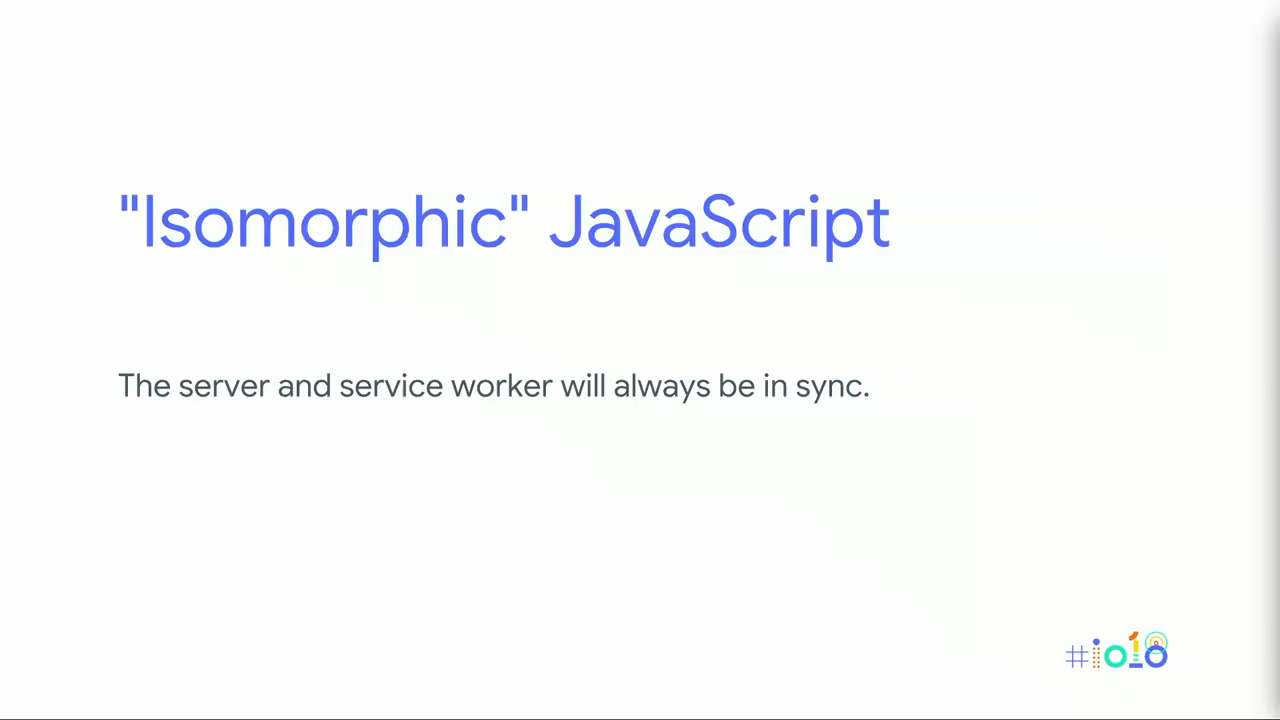 "Isomorphic" JavaScript
The server and service worker will always be in sync.
#io18